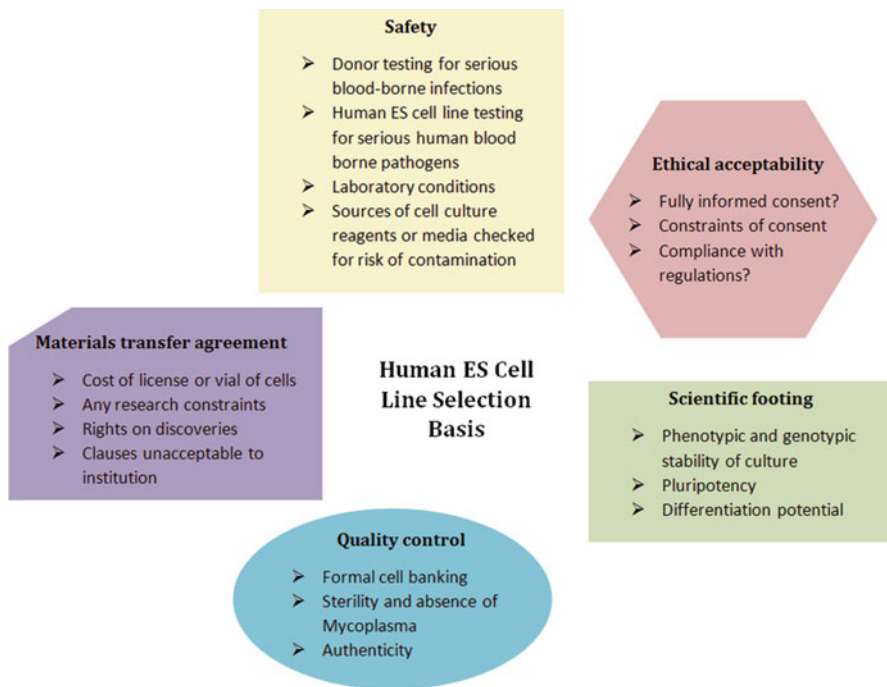 Safety
➢ Donor testing for serious
blood-borne infections
➢ Human ES cell line testing
for serious human blood
borne pathogens
➢ Laboratory conditions
➢ Sources of cell culture
reagents or media checked
for risk of contamination
Ethical acceptability
➢ Fully informed consent?
➢ Constraints of consent
➢ Compliance with
regulations?
Materials transfer agreement
➢ Cost of license or vial of cells
➢ Any research constraints
➢ Rights on discoveries
➢ Clauses unacceptable to
institution
Human ES Cell
Line Selection
Basis
Scientific footing
➢ Phenotypic and genotypic
stability of culture
➢ Pluripotency
➢ Differentiation potential
Quality control
➢ Formal cell banking
➢ Sterility and absence of
Mycoplasma
➢ Authenticity